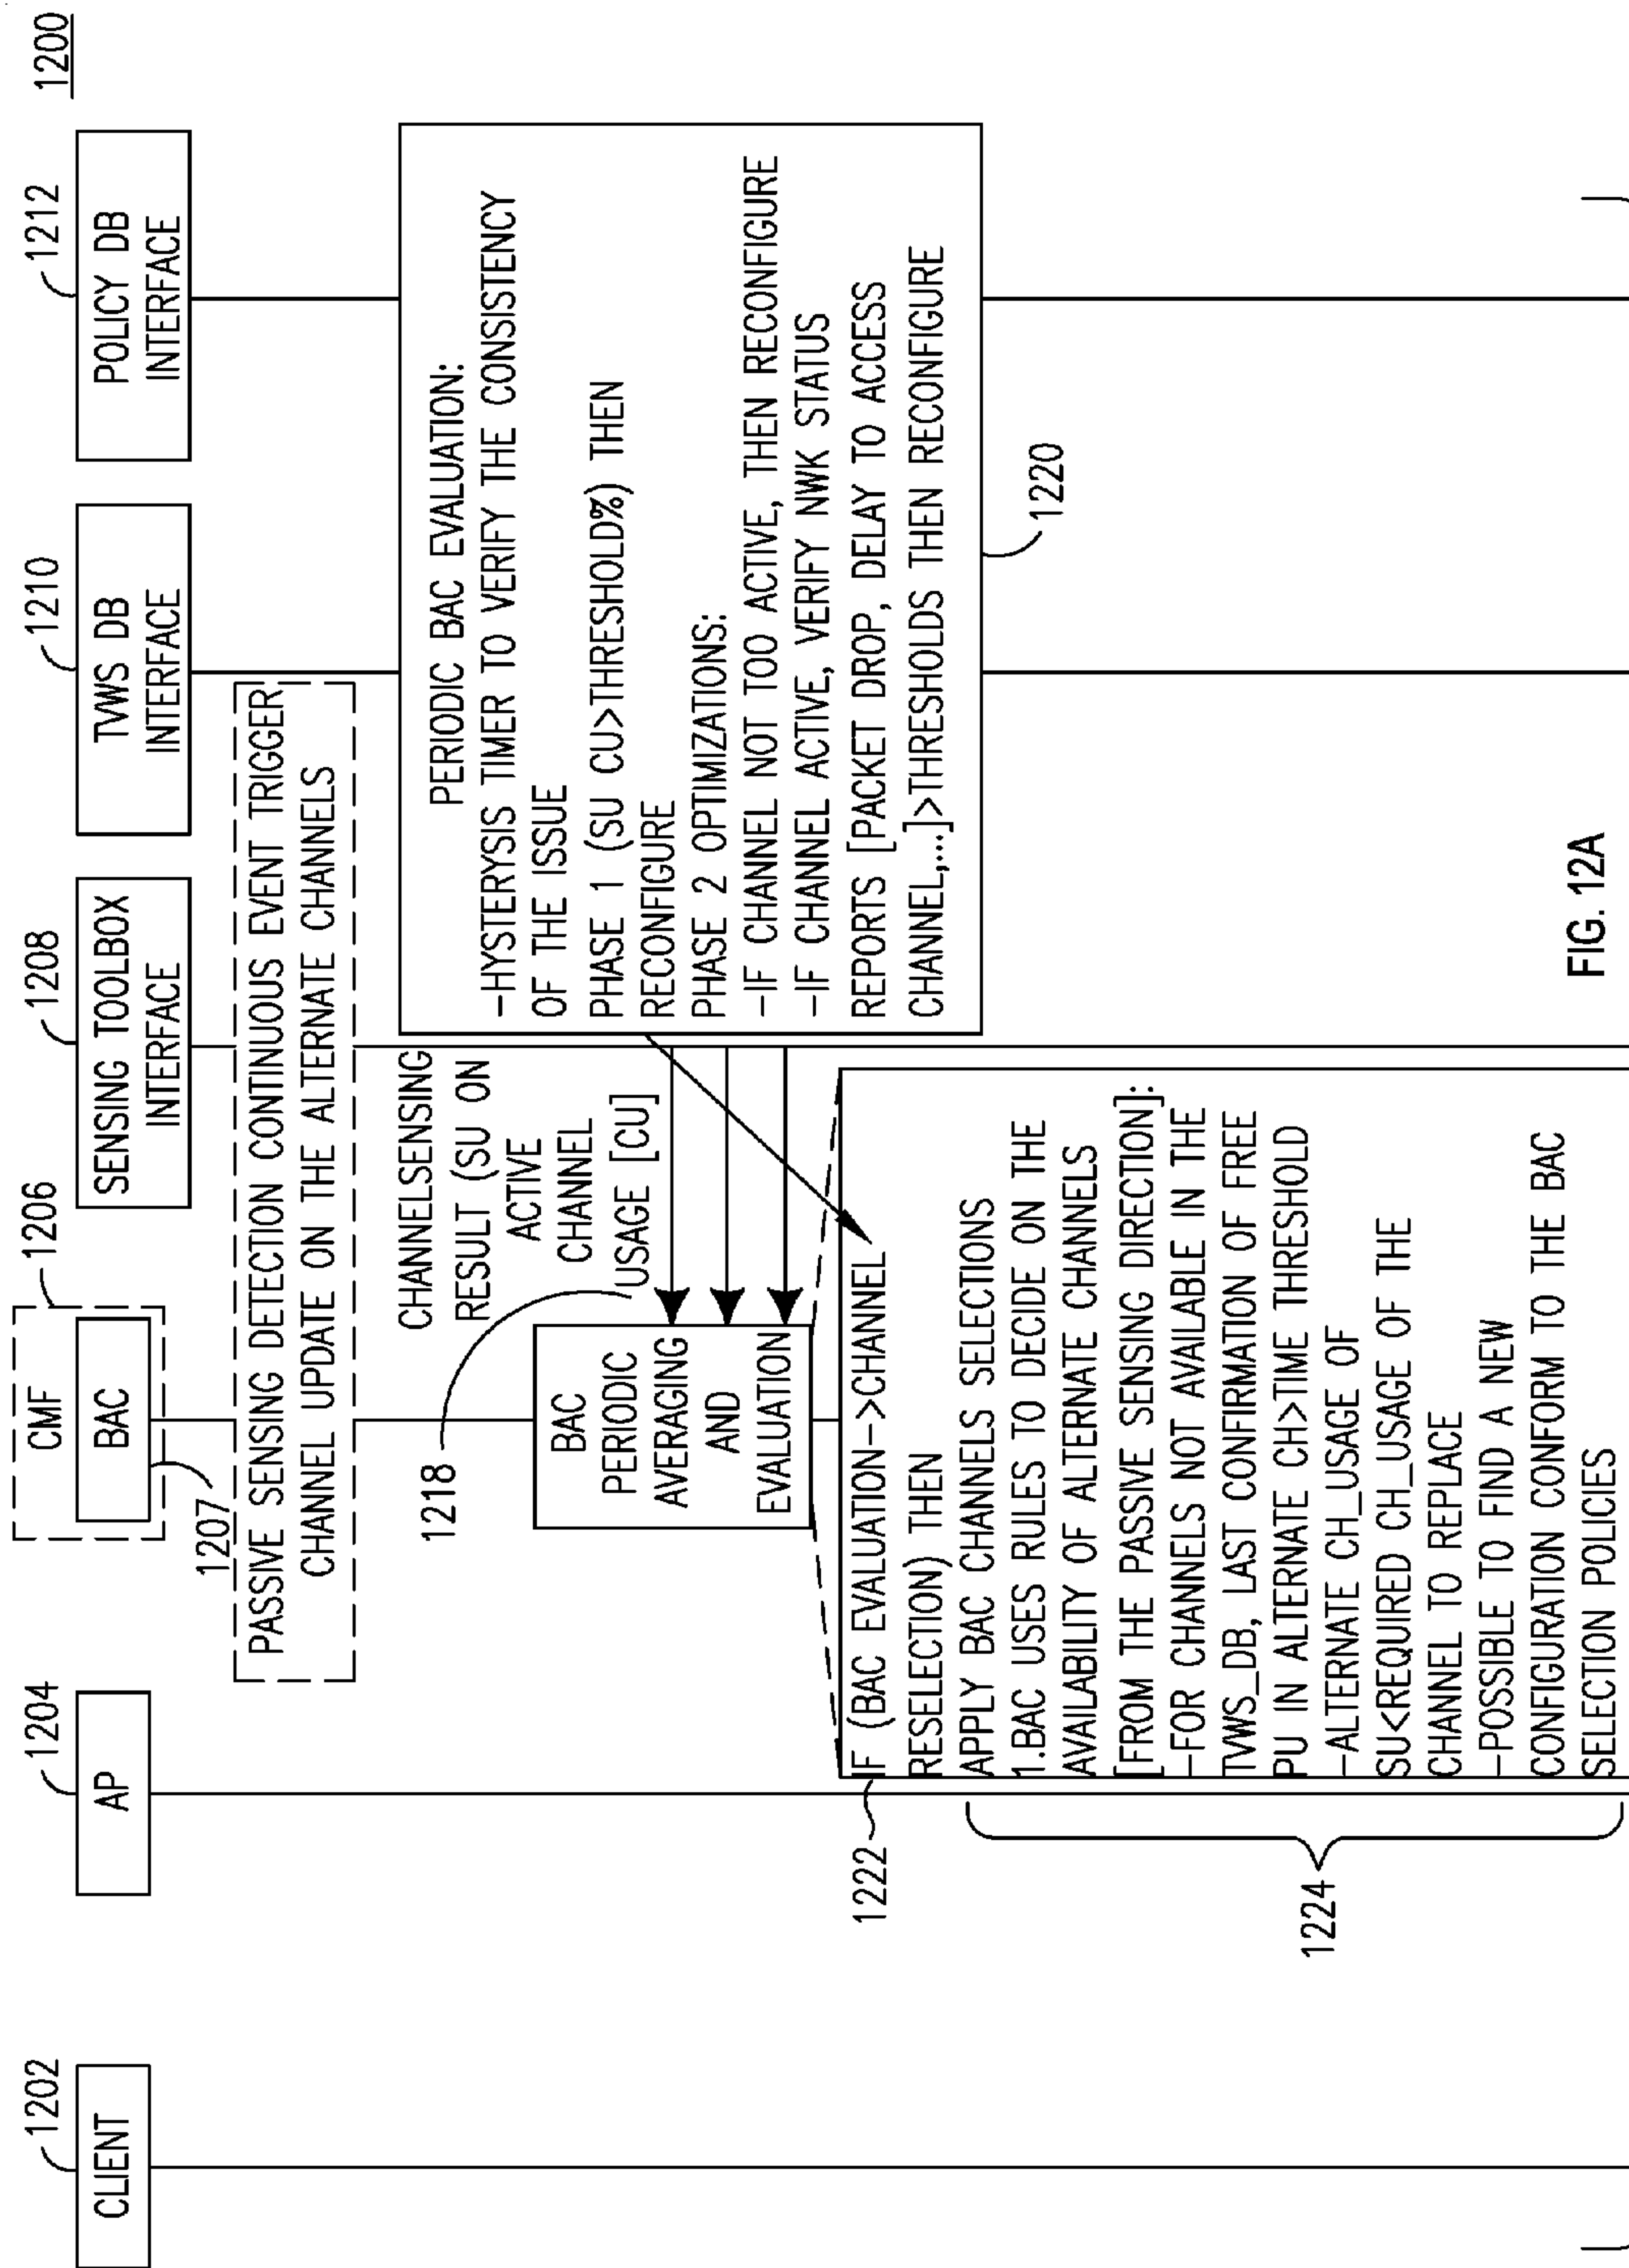 1200
1202
CLIENT
1204
AP
1206
CMF
BAC
1207
1208
SENSING TOOLBOX
INTERFACE
1210
TVWS DB
INTERFACE
1212
POLICY DB
INTERFACE
PASSIVE SENSING DETECTION CONTINUOUS EVENT TRIGGER
CHANNEL UPDATE ON THE ALTERNATE CHANNELS
CHANNELSENSING
RESULT (SU ON
ACTIVE
CHANNEL
USAGE [CU]
1218
BAC
PERIODIC
AVERAGING
AND
EVALUATION
PERIODIC BAC EVALUATION:
-HYSTERYSIS TIMER TO VERIFY THE CONSISTENCY
OF THE ISSUE
PHASE 1 (SU CU>THRESHOLD%) THEN
RECONFIGURE
PHASE 2 OPTIMIZATIONS:
-IF CHANNEL NOT TOO ACTIVE, THEN RECONFIGURE
-IF CHANNEL ACTIVE, VERIFY NWK STATUS
REPORTS [PACKET DROP, DELAY TO ACCESS
CHANNEL,...]>THRESHOLDS THEN RECONFIGURE
1220
1222
IF (BAC EVALUATION->CHANNEL
RESELECTION) THEN
APPLY BAC CHANNELS SELECTIONS
1.BAC USES RULES TO DECIDE ON THE
AVAILABILITY OF ALTERNATE CHANNELS
[FROM THE PASSIVE SENSING DIRECTION]:
-FOR CHANNELS NOT AVAILABLE IN THE
TVWS_DB, LAST CONFIRMATION OF FREE
PU IN ALTERNATE CH>TIME THRESHOLD
-ALTERNATE CH_USAGE OF
SU<REQUIRED CH_USAGE OF THE
CHANNEL TO REPLACE
-POSSIBLE TO FIND A NEW
CONFIGURATION CONFORM TO THE BAC
SELECTION POLICIES
1224
FIG. 12A